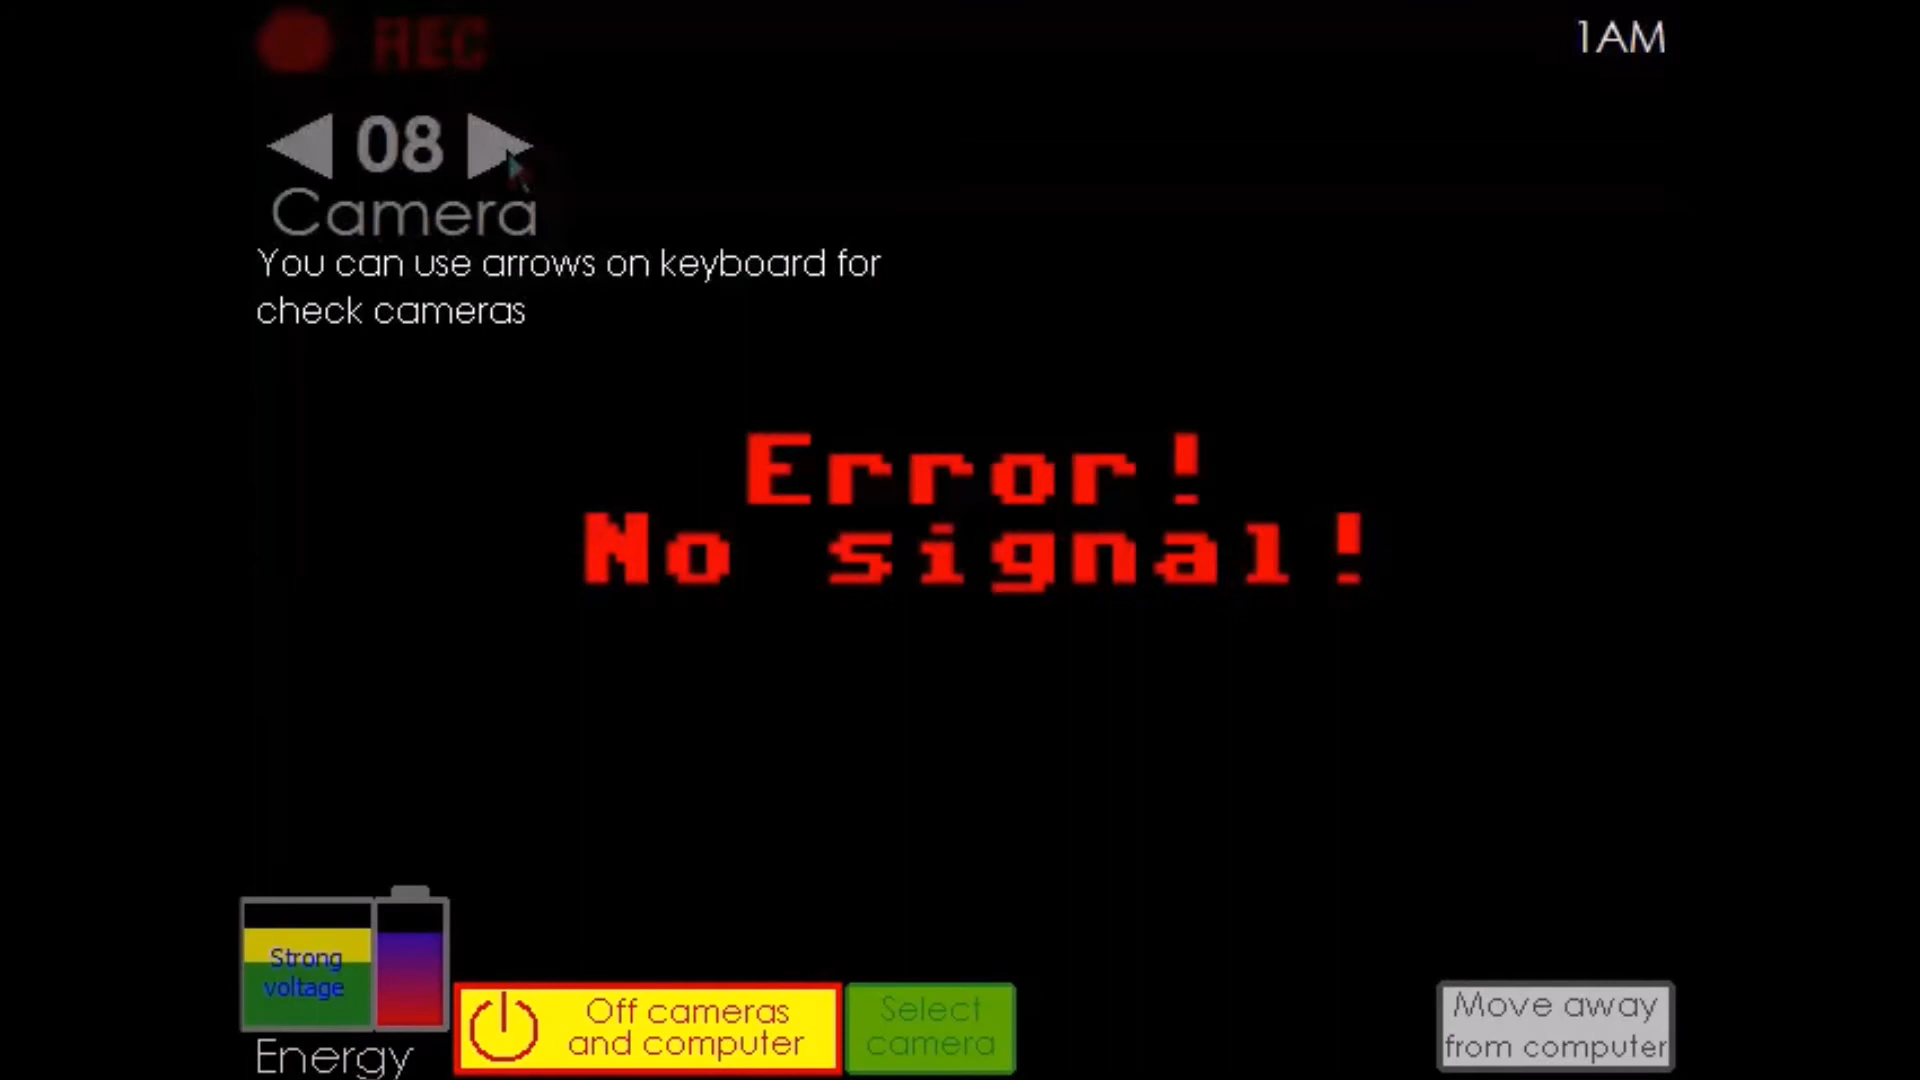 REC
1AM
08
Camera
You can use arrows on keyboard for
check cameras
Error!
No signal!
Strong
voltage
Energy
Off cameras
and computer
Select
camera
Move away
from computer